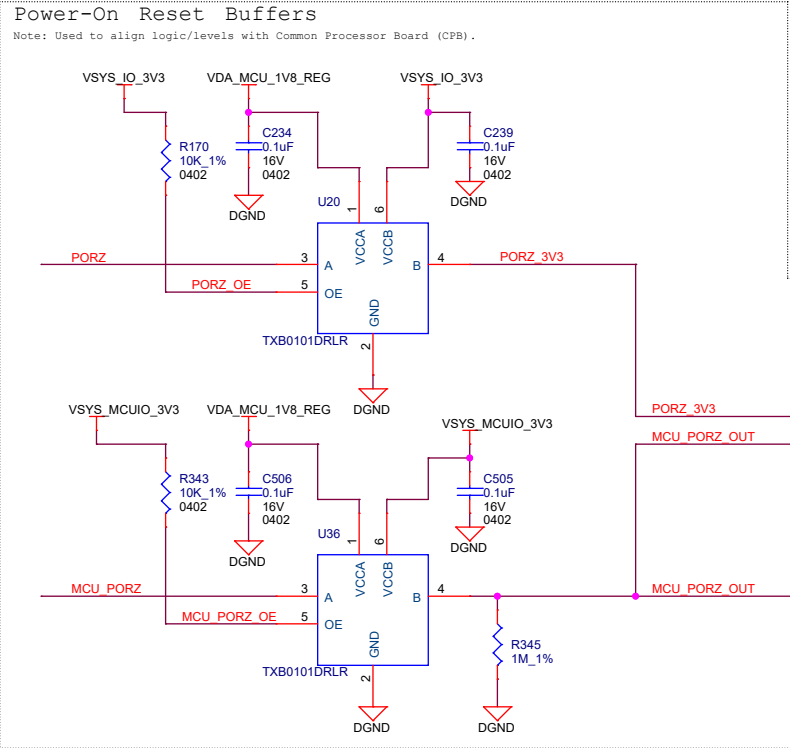 Power-On Reset Buffers
Note: Used to align logic/levels with Common Processor Board (CPB).
VSYS_IO_3V3
VDA_MCU_1V8_REG
VSYS_IO_3V3
R170
10K_1%
0402
C234
0.1uF
16V
0402
DGND
C239
0.1uF
16V
0402
DGND
U20
1
6
VCCA
VCCB
PORZ
3
A
B
4
PORZ_3V3
PORZ_OE
5
OE
GND
2
TXB0101DRLR
DGND
PORZ_3V3
MCU_PORZ_OUT
VSYS_MCUIO_3V3
VDA_MCU_1V8_REG
VSYS_MCUIO_3V3
R343
10K_1%
0402
C506
0.1uF
16V
0402
DGND
C505
0.1uF
16V
0402
DGND
U36
1
6
VCCA
VCCB
MCU_PORZ
3
A
B
4
MCU_PORZ_OUT
MCU_PORZ_OE
5
OE
GND
2
TXB0101DRLR
DGND
R345
1M_1%
DGND